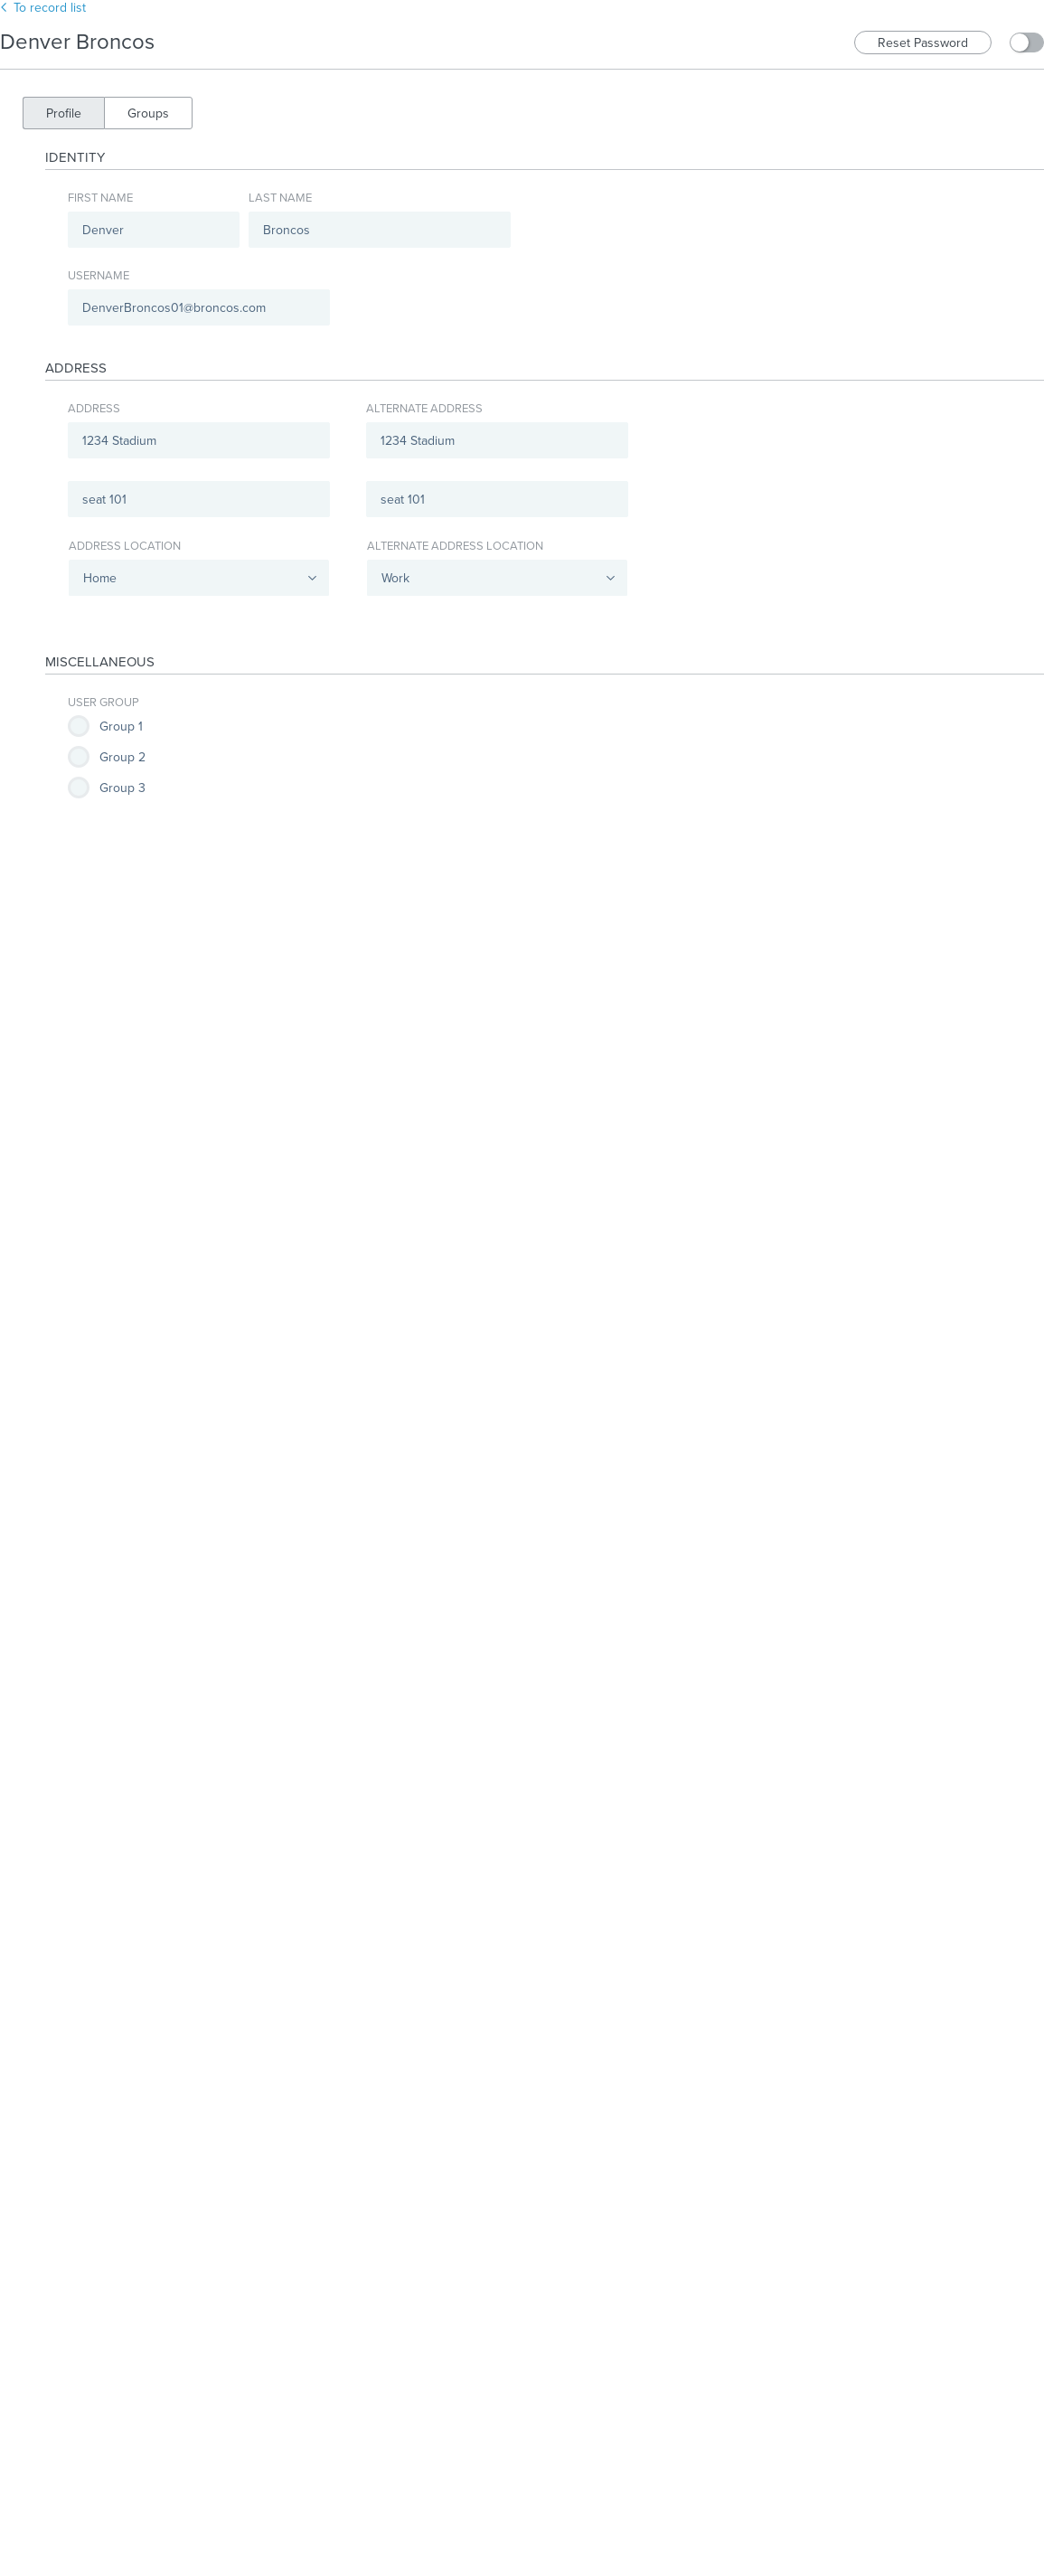 To record list
Denver Broncos
Reset Password
Profile
Groups
IDENTITY
FIRST NAME
LAST NAME
Denver
Broncos
USERNAME
DenverBroncos01@broncos.com
ADDRESS
ADDRESS
ALTERNATE ADDRESS
1234 Stadium
1234 Stadium
seat 101
seat 101
ADDRESS LOCATION
ALTERNATE ADDRESS LOCATION
Home
Work
MISCELLANEOUS
USER GROUP
Group 1
Group 2
Group 3